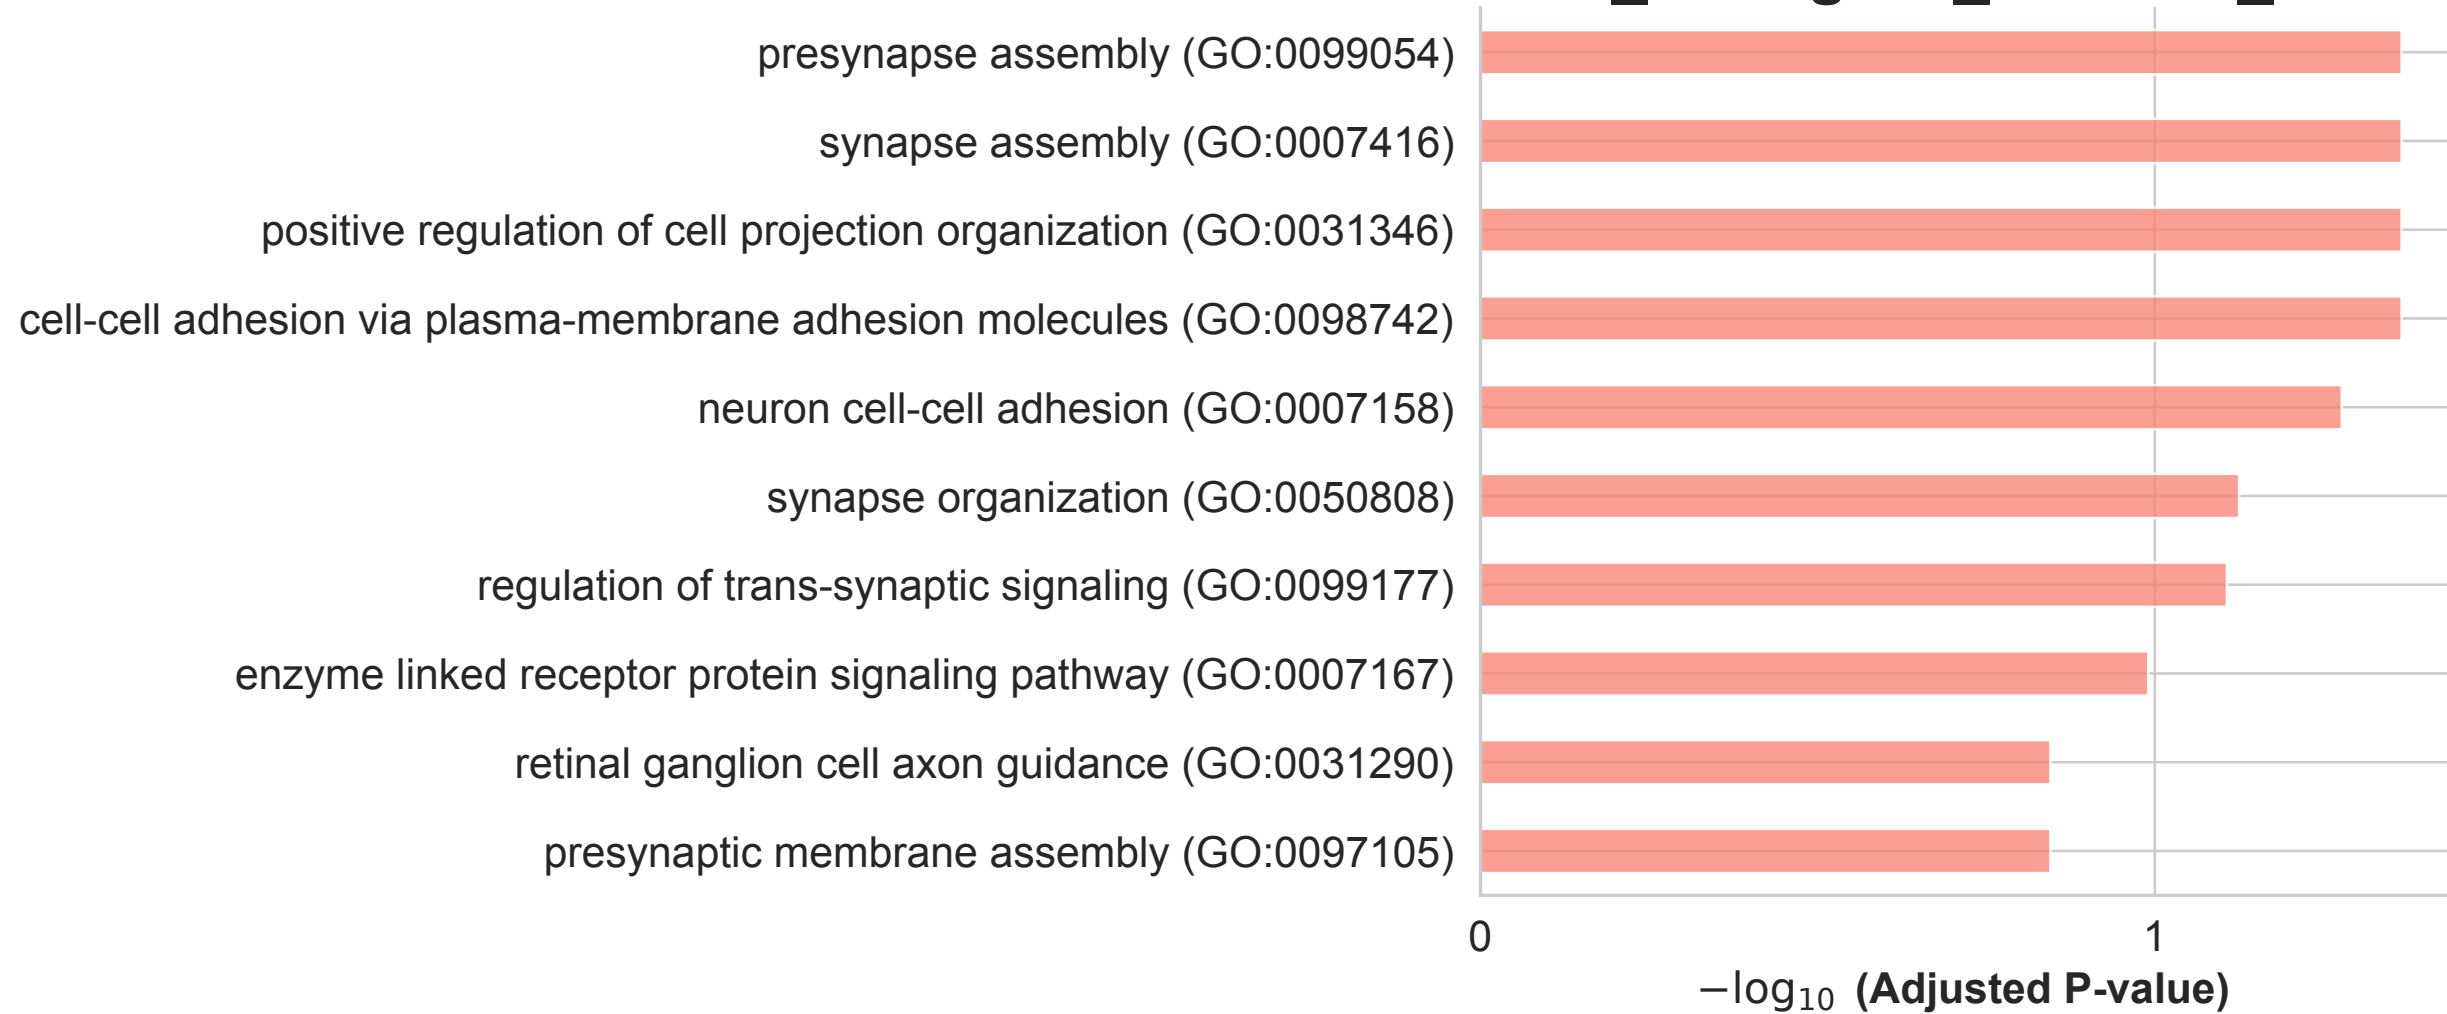 presynapse assembly (GO:0099054)
synapse assembly (GO:0007416)
positive regulation of cell projection organization (GO:0031346)
cell-cell adhesion via plasma-membrane adhesion molecules (GO:0098742)
neuron cell-cell adhesion (GO:0007158)
synapse organization (GO:0050808)
regulation of trans-synaptic signaling (GO:0099177)
enzyme linked receptor protein signaling pathway (GO:0007167)
retinal ganglion cell axon guidance (GO:0031290)
presynaptic membrane assembly (GO:0097105)
0 1
−log₁₀ (Adjusted P-value)